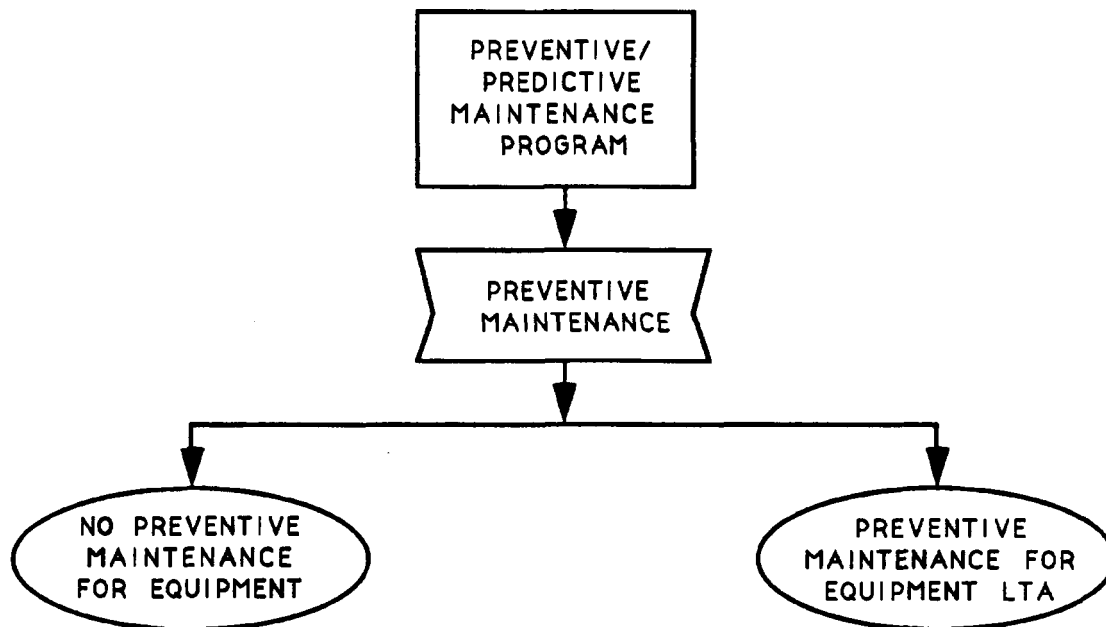 PREVENTIVE/
PREDICTIVE
MAINTENANCE
PROGRAM
PREVENTIVE
MAINTENANCE
NO PREVENTIVE
MAINTENANCE
FOR EQUIPMENT
PREVENTIVE
MAINTENANCE FOR
EQUIPMENT LTA